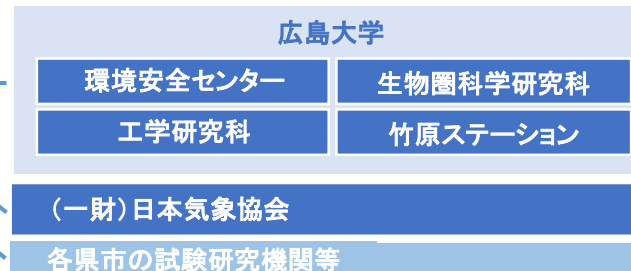 広島大学
環境安全センター 生物圏科学研究科
工学研究科 竹原ステーション
（一財）日本気象協会
各県市の試験研究機関等